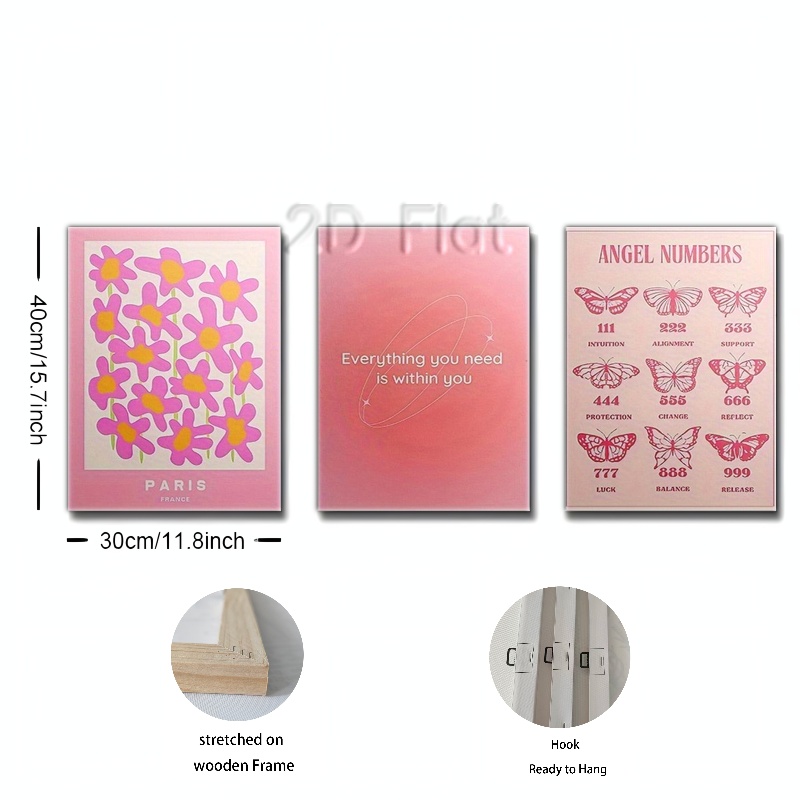 2D Flat
40cm/15.7inch
30cm/11.8inch
PARIS
FRANCE
Everything you need
is within you
ANGEL NUMBERS
111 222 333
INTUITION ALIGNMENT SUPPORT
444 555 666
PROTECTION CHANGE REFLECT
777 888 999
LUCK BALANCE RELEASE
stretched on
wooden Frame
Hook
Ready to Hang